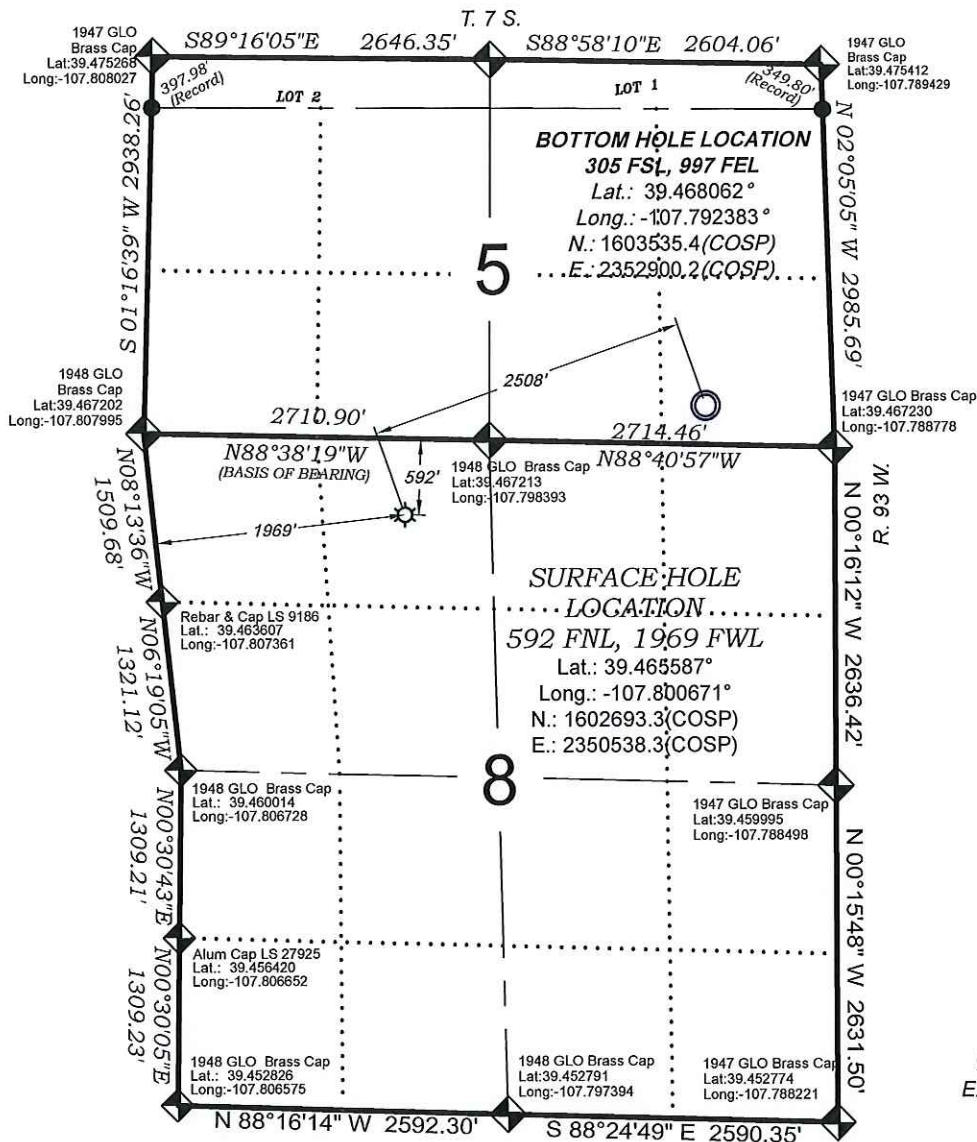 T. 7 S.
1947 GLO
Brass Cap
Lat:39.475268
Long:-107.808027
S89°16'05"E 2646.35'
S88°58'10"E 2604.06'
1947 GLO
Brass Cap
Lat:39.475412
Long:-107.789429
397.98'
(Record)
349.80'
(Record)
LOT 2
LOT 1
S 01°16'39" W 2938.26'
N 02°05'05" W 2985.69'
BOTTOM HOLE LOCATION
305 FSL, 997 FEL
Lat.: 39.468062°
Long.: -107.792383°
N.: 1603535.4(COSP)
E.: 2352900.2(COSP)
5
2508'
1948 GLO
Brass Cap
Lat:39.467202
Long:-107.807995
1947 GLO Brass Cap
Lat:39.467230
Long:-107.788778
2710.90'
N88°38'19"W
(BASIS OF BEARING)
2714.46'
N88°40'57"W
592'
1948 GLO Brass Cap
Lat:39.467213
Long:-107.798393
R. 93 W.
N08°13'36"W
1509.68'
1969'
N 00°16'12" W 2636.42'
SURFACE HOLE
LOCATION
592 FNL, 1969 FWL
Lat.: 39.465587°
Long.: -107.800671°
N.: 1602693.3(COSP)
E.: 2350538.3(COSP)
Rebar & Cap LS 9186
Lat.: 39.463607
Long:-107.807361
N06°19'05"W
1321.12'
8
1948 GLO Brass Cap
Lat.: 39.460014
Long:-107.806728
1947 GLO Brass Cap
Lat:39.459995
Long:-107.788498
N00°30'43"E
1309.21'
N 00°15'48" W 2631.50'
Alum Cap LS 27925
Lat.: 39.456420
Long:-107.806652
N00°30'05"E
1309.23'
1948 GLO Brass Cap
Lat.: 39.452826
Long:-107.806575
1948 GLO Brass Cap
Lat:39.452791
Long:-107.797394
1947 GLO Brass Cap
Lat:39.452774
Long:-107.788221
N 88°16'14" W 2592.30'
S 88°24'49" E 2590.35'